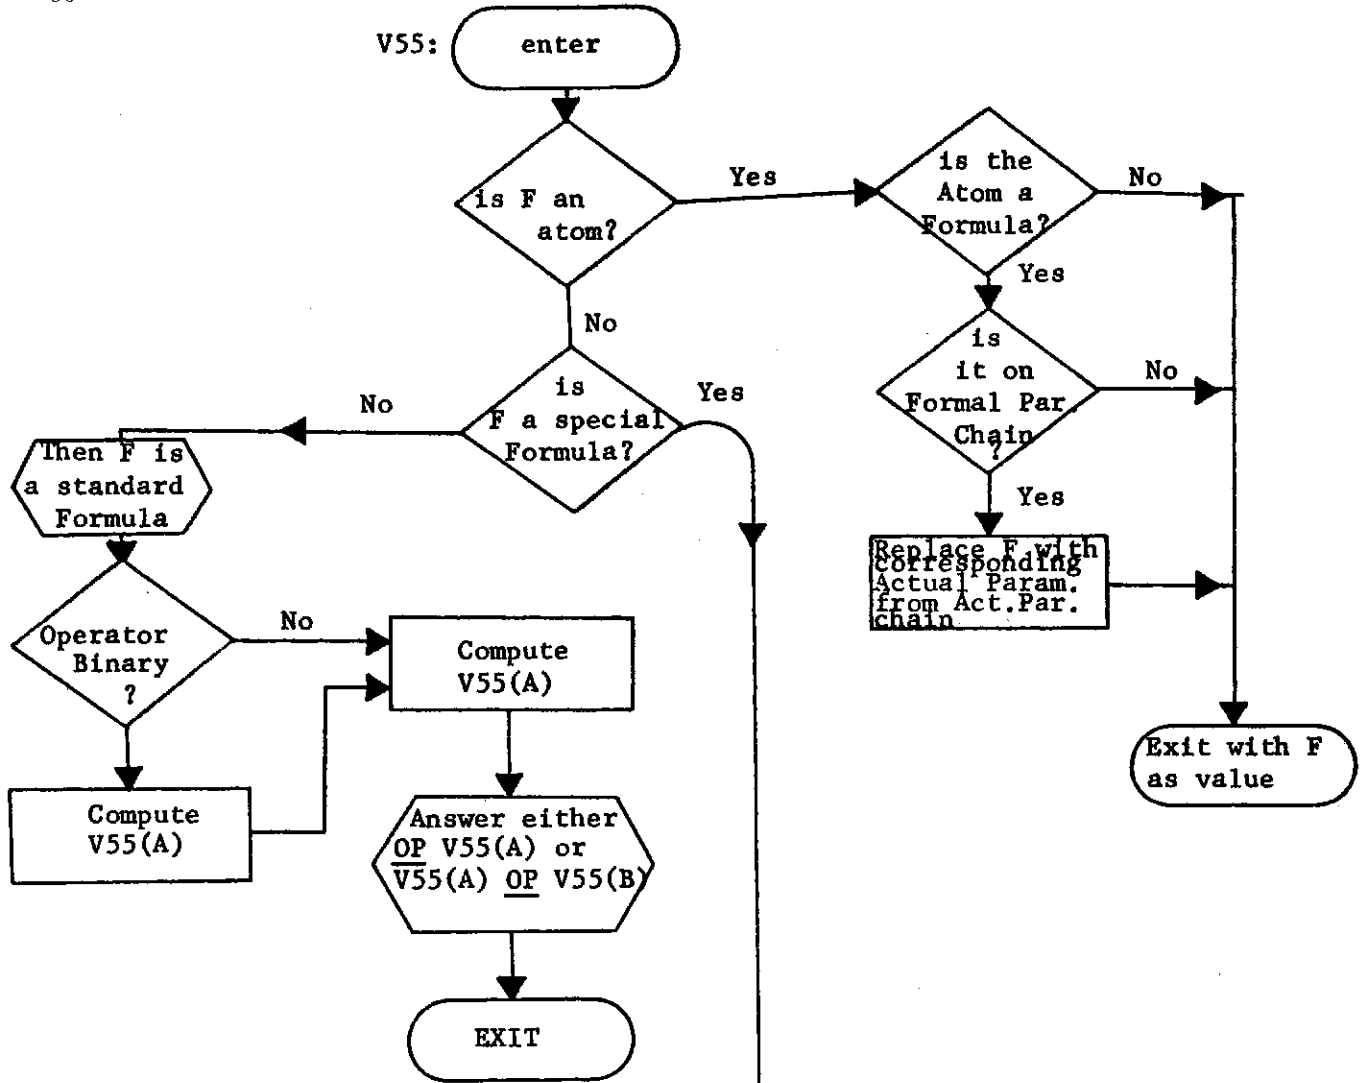 V55:
enter
is F an
atom?
Yes
is the
Atom a
Formula?
No
Yes
No
is
it on
Formal Par.
Chain
?
No
Yes
is
F a special
Formula?
Yes
No
Then F is
a standard
Formula
Replace F with
corresponding
Actual Param.
from Act.Par.
chain
Operator
Binary
?
No
Compute
V55(A)
Exit with F
as value
Compute
V55(A)
Answer either
OP V55(A) or
V55(A) OP V55(B)
EXIT